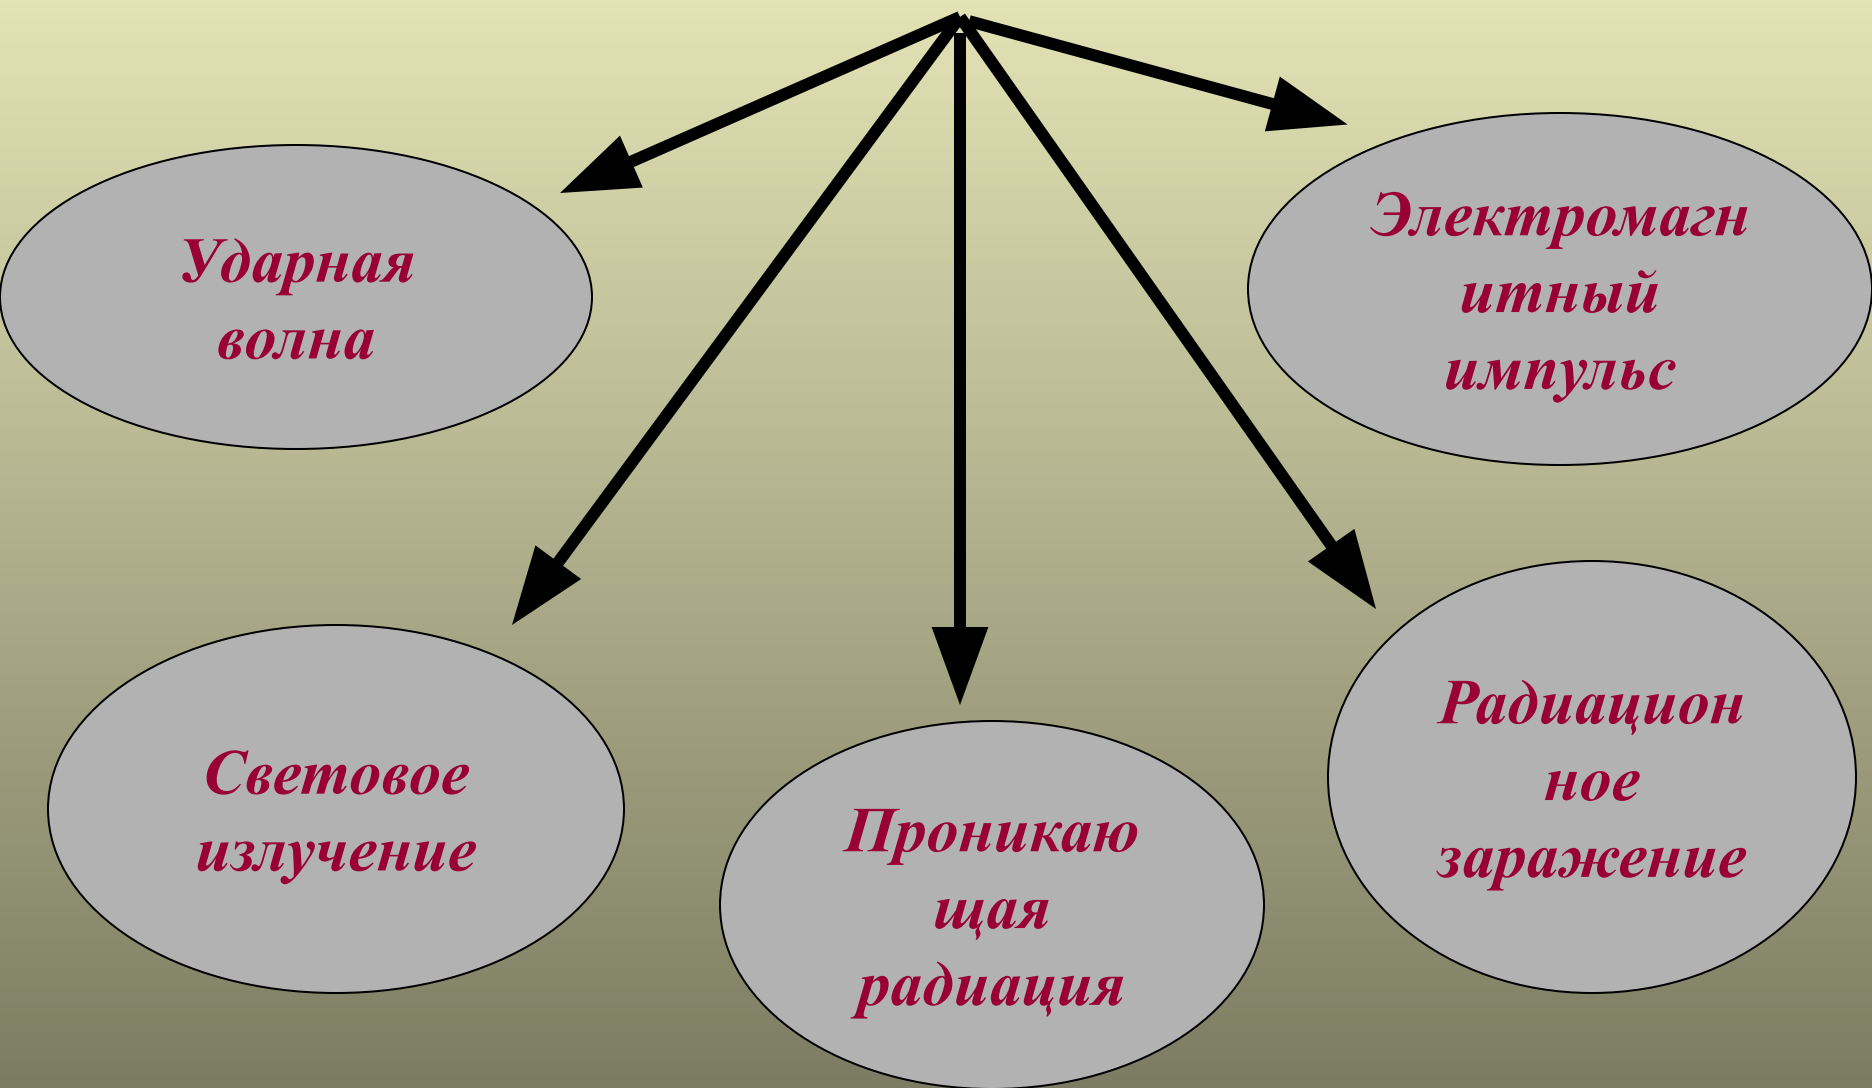 Ударная
волна
Электромагн
итный
импульс
Световое
излучение
Проникаю
щая
радиация
Радиацион
ное
заражение